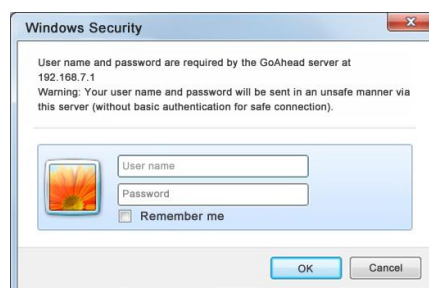 Windows Security
User name and password are required by the GoAhead server at
192.168.7.1
Warning: Your user name and password will be sent in an unsafe manner via
this server (without basic authentication for safe connection).
User name
Password
Remember me
OK
Cancel